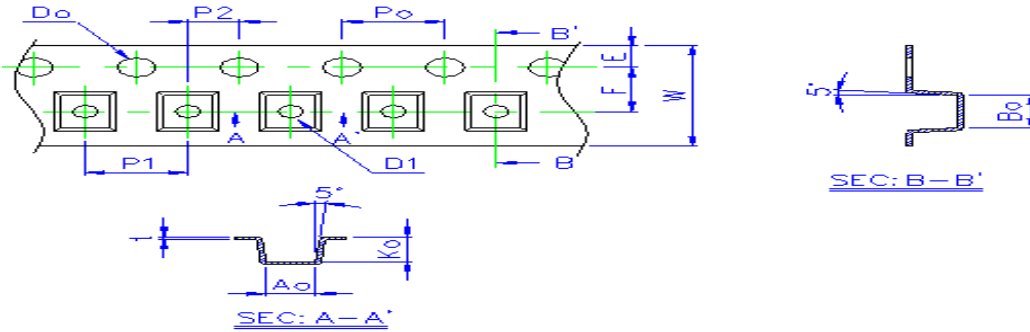 Do
P2
Po
B'
E
F
W
A
A'
P1
D1
B
5°
Bo
SEC: B-B'
5°
Ko
Ao
SEC: A-A'